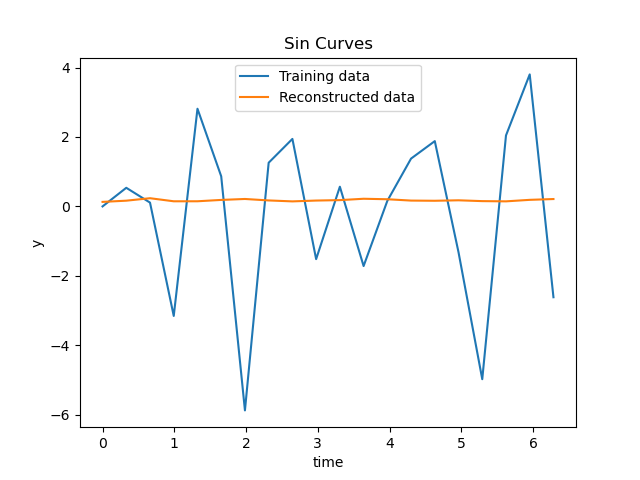 Sin Curves
Training data
Reconstructed data
y
4
2
0
−2
−4
−6
0 1 2 3 4 5 6
time